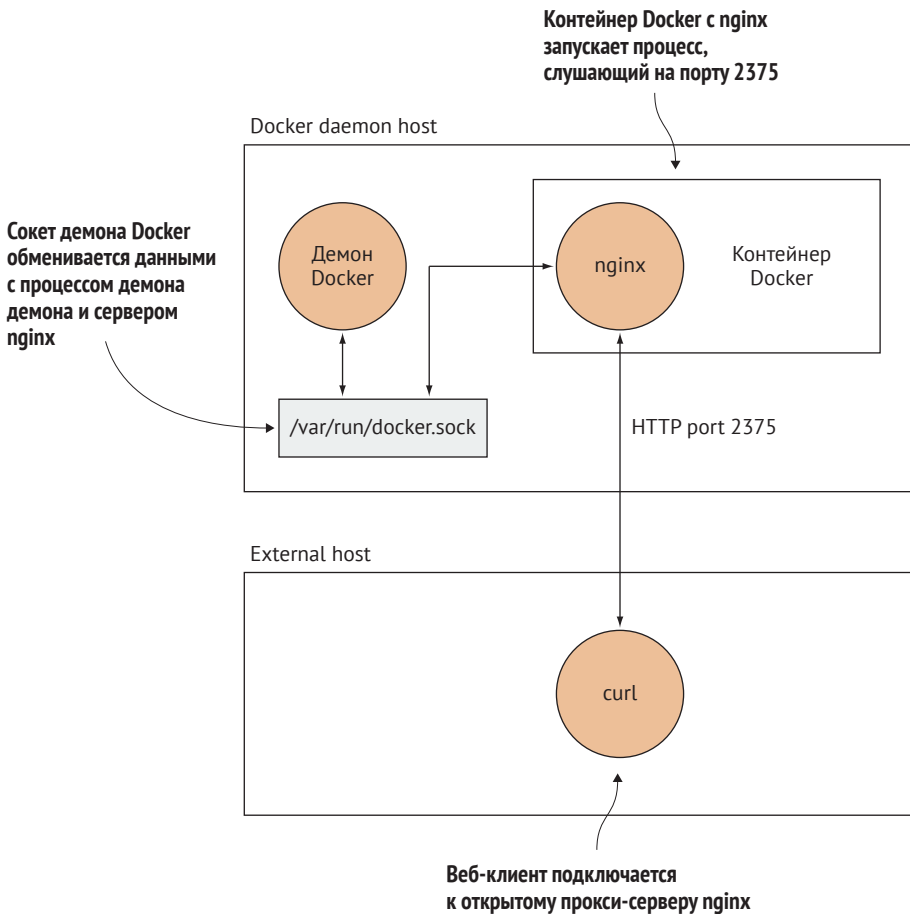 Контейнер Docker с nginx
запускает процесс,
слушающий на порту 2375
Docker daemon host
Сокет демона Docker
обменивается данными
с процессом демона
демона и сервером
nginx
Демон
Docker
nginx
Контейнер
Docker
/var/run/docker.sock
HTTP port 2375
External host
curl
Веб-клиент подключается
к открытому прокси-серверу nginx